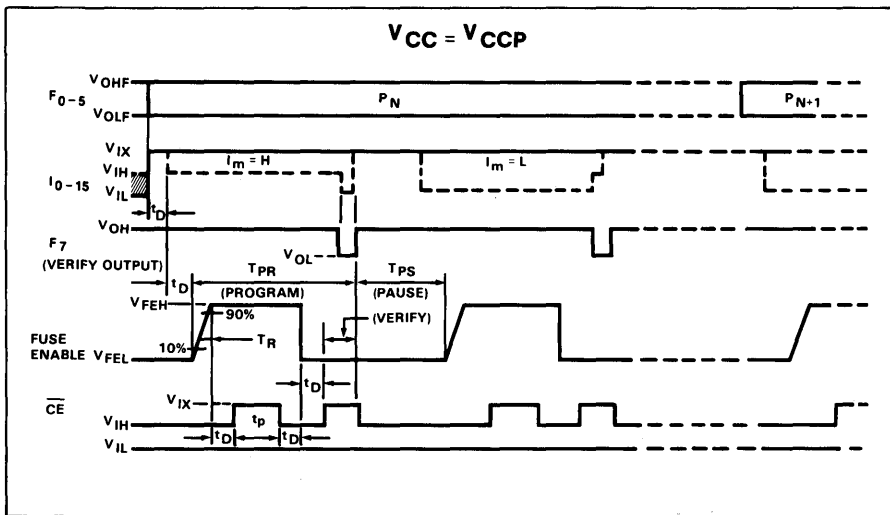 VCC = VCCP
VOHF
F0-5
PN
PN+1
VOLF
VIX
Im = H
Im = L
VIH
I0-15
VIL
tD
VOH
F7
(VERIFY OUTPUT)
VOL
tD
TPR
(PROGRAM)
TPS
(PAUSE)
VFEH
90%
(VERIFY)
FUSE
ENABLE
10%
TR
VFEL
tD
VIX
CE
tp
VIH
tD
tD
VIL